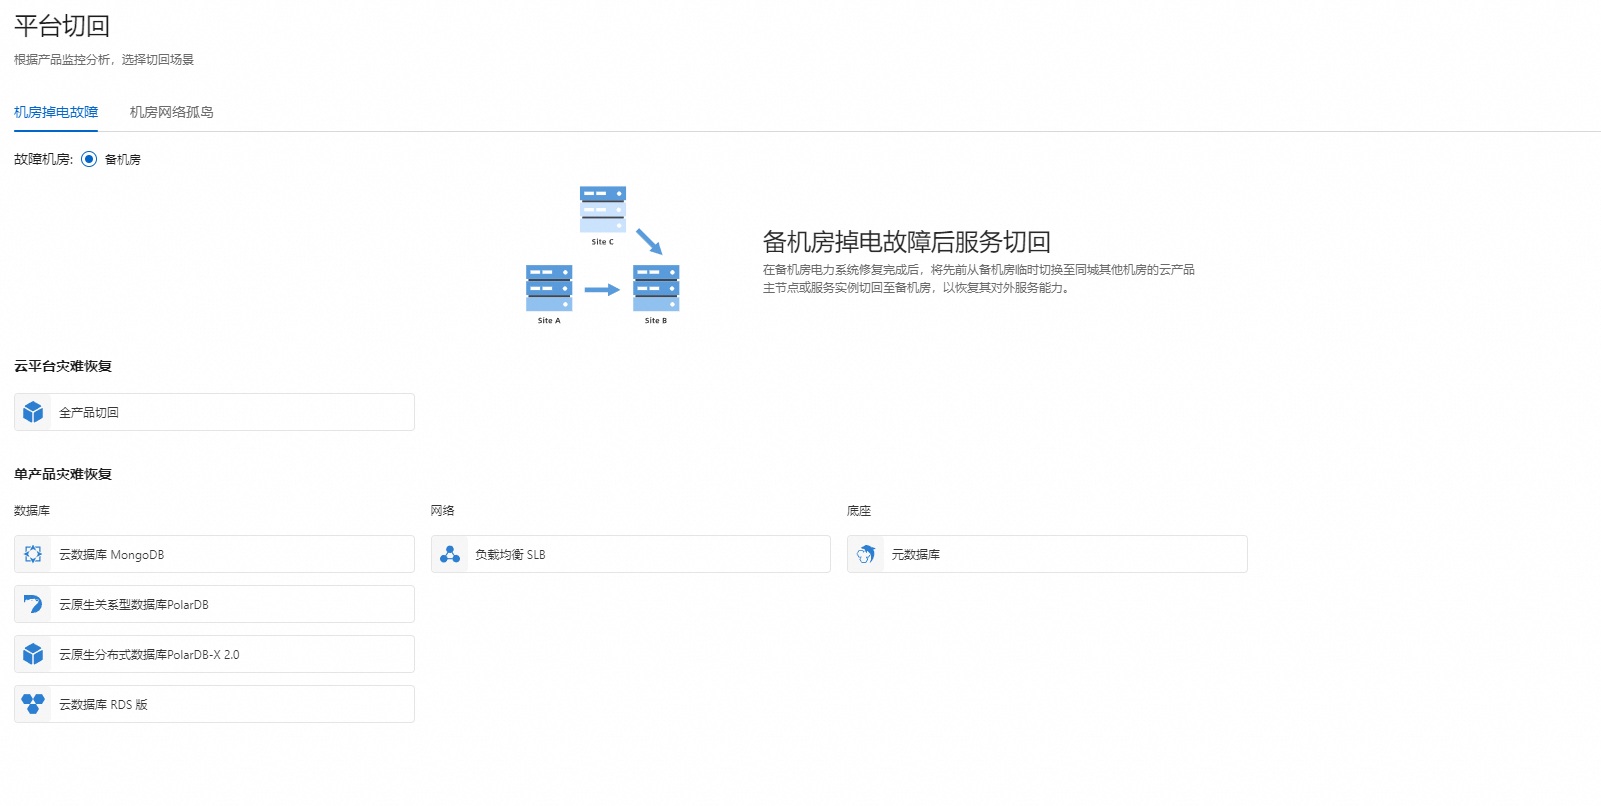 平台切回
根据产品监控分析，选择切回场景
机房掉电故障
机房网络孤岛
故障机房:
备机房
Site C
Site A
Site B
备机房掉电故障后服务切回
在备机房电力系统修复完成后，将先前从备机房临时切换至同城其他机房的云产品
主节点或服务实例切回至备机房，以恢复其对外服务能力。
云平台灾难恢复
全产品切回
单产品灾难恢复
数据库
云数据库 MongoDB
云原生关系型数据库PolarDB
云原生分布式数据库PolarDB-X 2.0
云数据库 RDS 版
网络
负载均衡 SLB
底座
元数据库